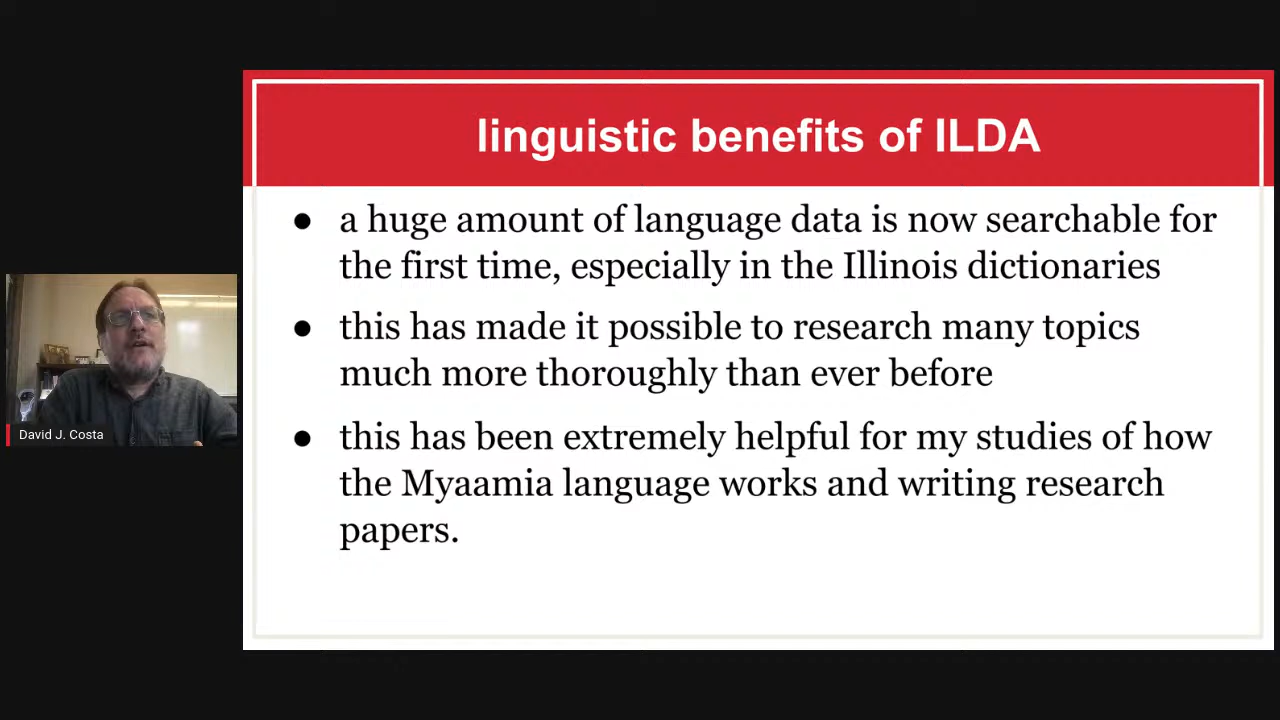 linguistic benefits of ILDA
● a huge amount of language data is now searchable for
the first time, especially in the Illinois dictionaries
● this has made it possible to research many topics
much more thoroughly than ever before
● this has been extremely helpful for my studies of how
the Myaamia language works and writing research
papers.
David J. Costa